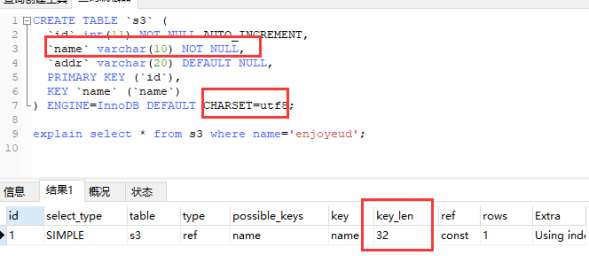 1 CREATE TABLE `s3` (
2 `id` int(11) NOT NULL AUTO_INCREMENT,
3 `name` varchar(10) NOT NULL,
4 `addr` varchar(20) DEFAULT NULL,
5 PRIMARY KEY (`id`),
6 KEY `name` (`name`)
7 ) ENGINE=InnoDB DEFAULT CHARSET=utf8;
8
9 explain select * from s3 where name='enjoyeud';
10
信息 结果1 概况 状态
id select_type table type possible_keys key key_len ref rows Extra
1 SIMPLE s3 ref name name 32 const 1 Using inde